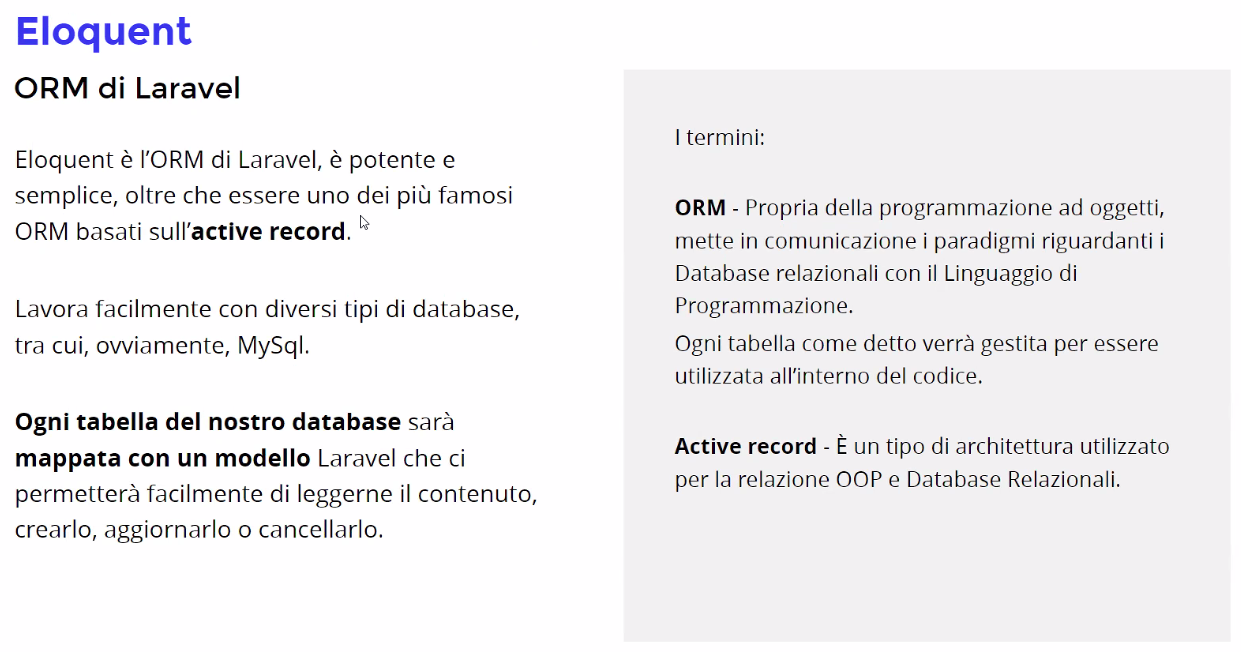 Eloquent
ORM di Laravel
Eloquent è l’ORM di Laravel, è potente e
semplice, oltre che essere uno dei più famosi
ORM basati sull’active record.
Lavora facilmente con diversi tipi di database,
tra cui, ovviamente, MySql.
Ogni tabella del nostro database sarà
mappata con un modello Laravel che ci
permetterà facilmente di leggerne il contenuto,
crearlo, aggiornarlo o cancellarlo.
I termini:
ORM - Propria della programmazione ad oggetti,
mette in comunicazione i paradigmi riguardanti i
Database relazionali con il Linguaggio di
Programmazione.
Ogni tabella come detto verrà gestita per essere
utilizzata all’interno del codice.
Active record - È un tipo di architettura utilizzato
per la relazione OOP e Database Relazionali.